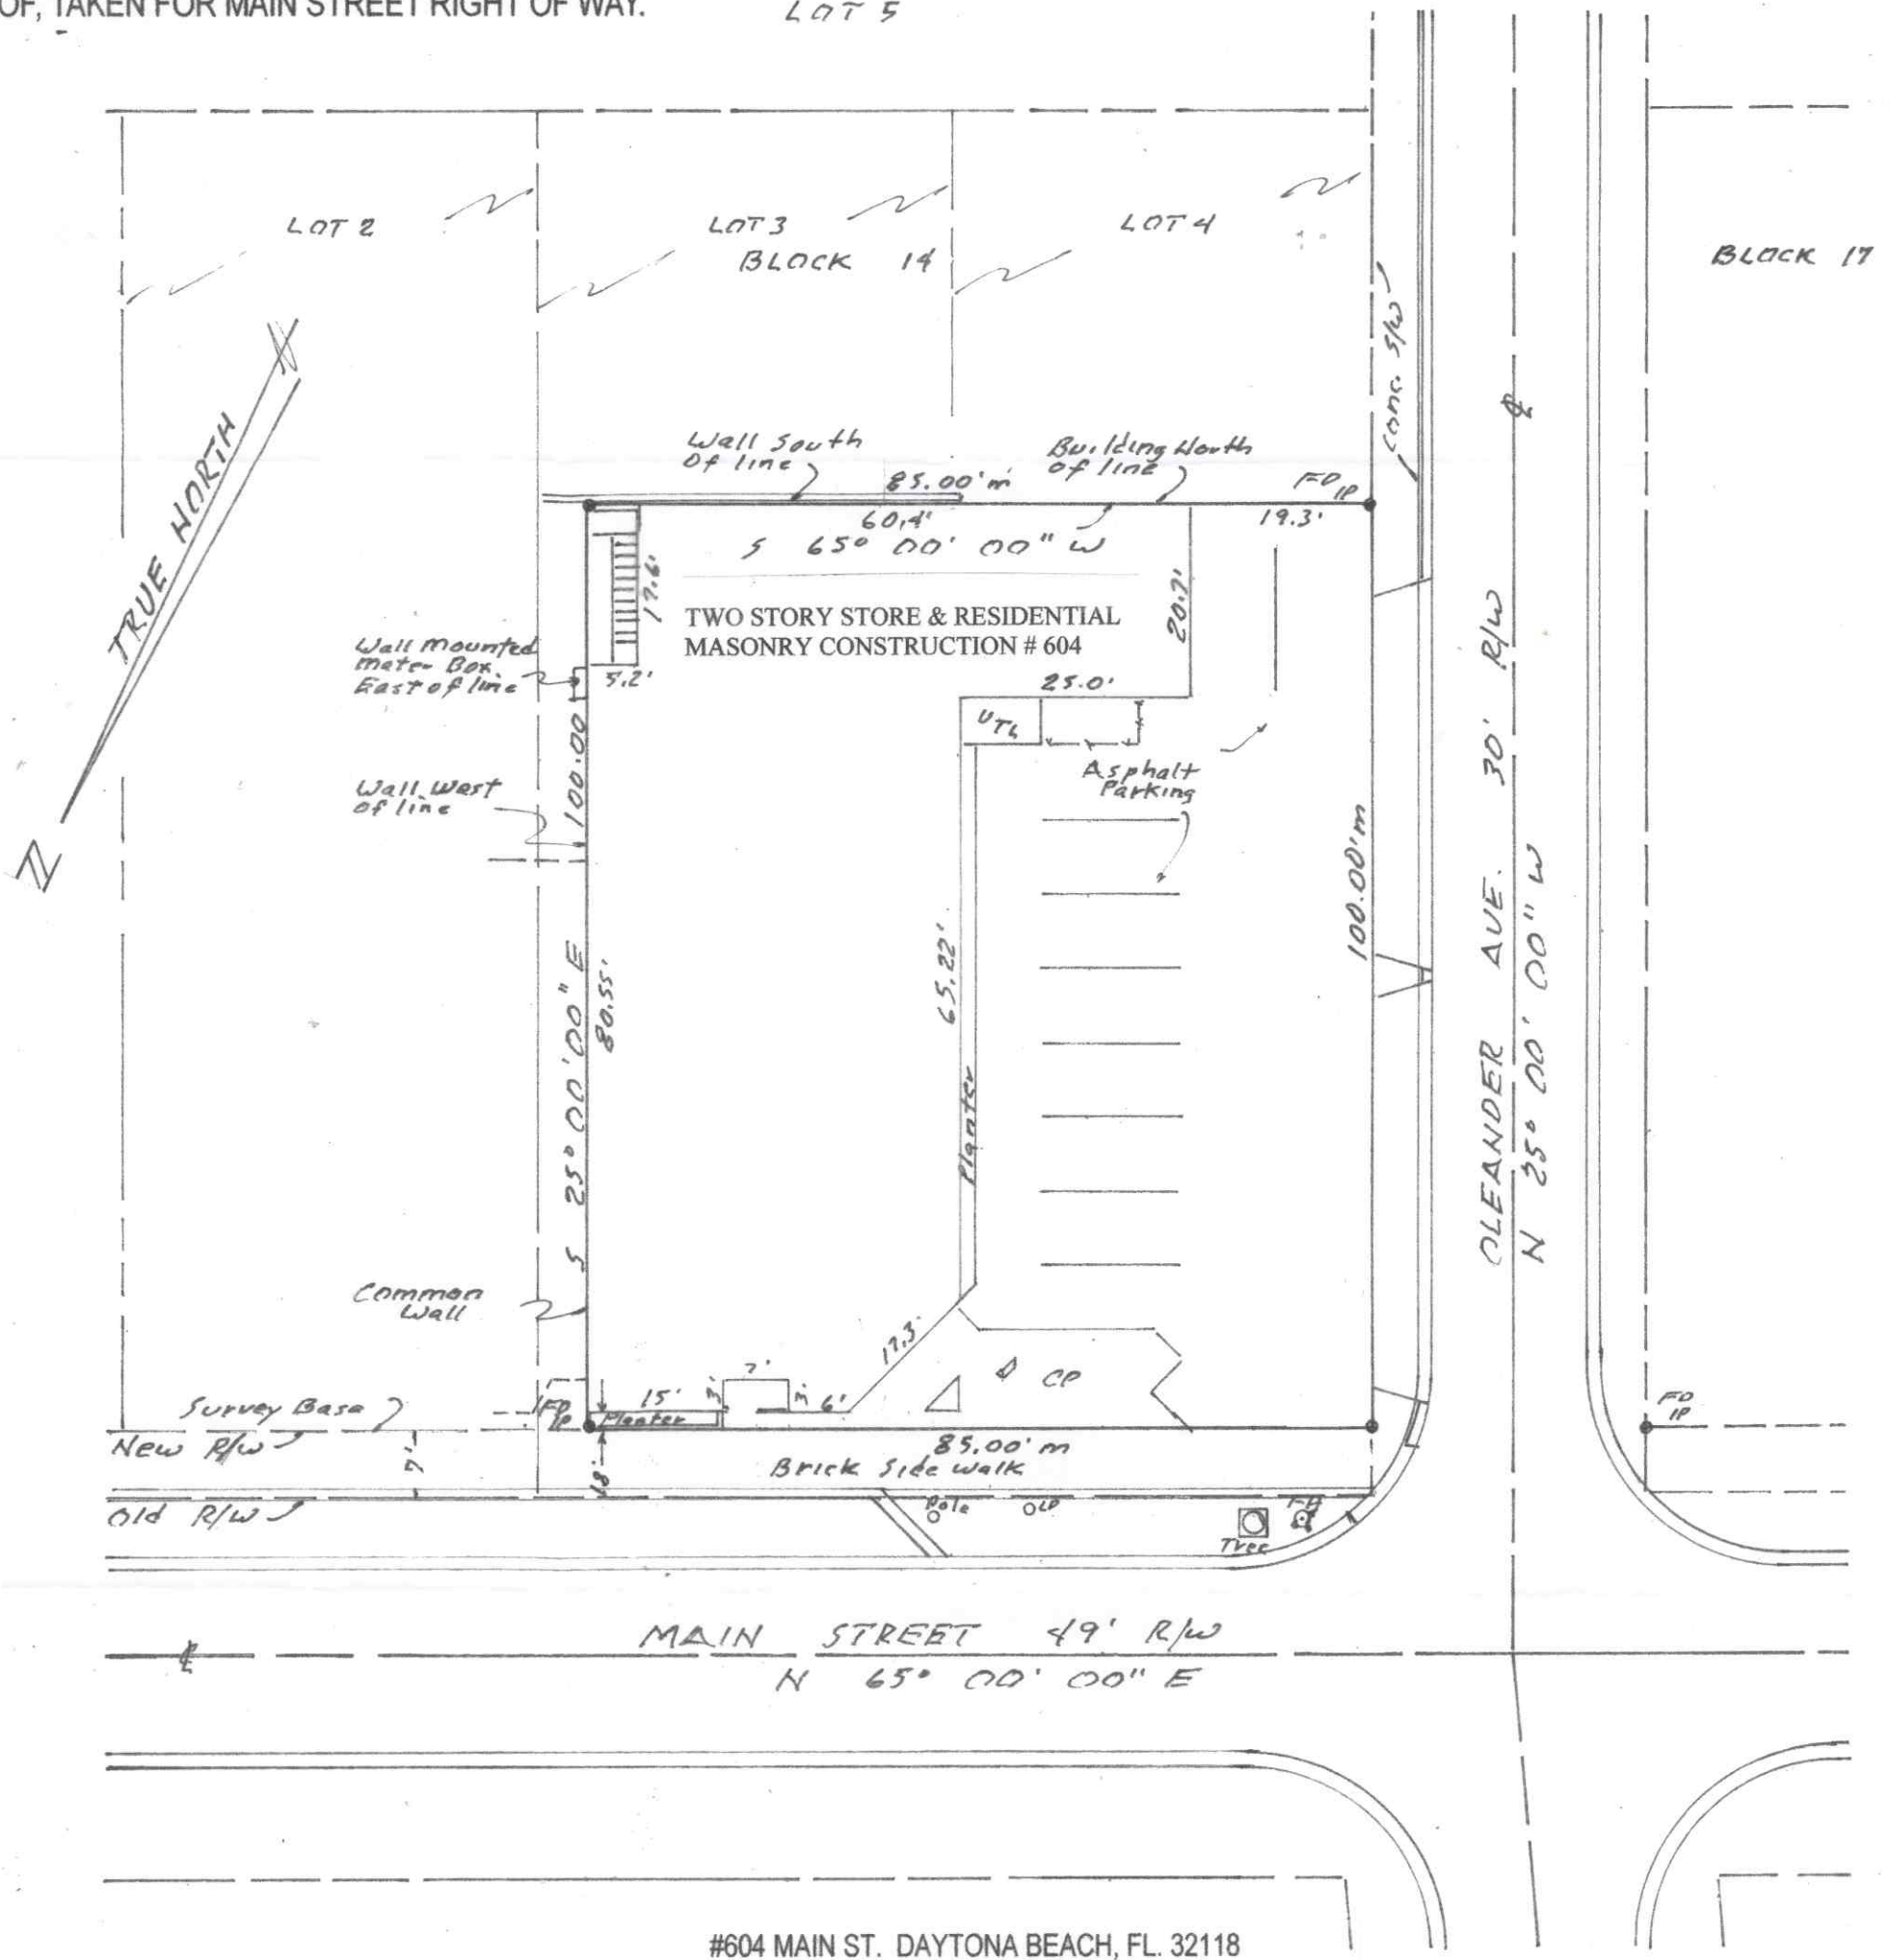 OF, TAKEN FOR MAIN STREET RIGHT OF WAY.
LOT 5
LOT 2
LOT 3
BLOCK 14
LOT 4
BLOCK 17
TRUE NORTH
N
Conc. S/W
Wall South
Of line
Building North
of line
85.00' m
FD
IP
60.4'
19.3'
S 65° 00' 00" W
17.6'
20.7'
TWO STORY STORE & RESIDENTIAL
MASONRY CONSTRUCTION # 604
Wall mounted
meter Box
East of line
5.2'
25.0'
UTL
Wall West
of line
100.00
Asphalt
Parking
100.00' m
OLEANDER AVE. 30' R/W
N 25° 00' 00" W
65.22'
80.55'
S 25° 00' 00" E
Planter
Common
Wall
17.3'
7'
15'
3'
3'
6'
CP
Survey Base
FD
IP
Planter
FD
IP
New R/W
7'
18'
85.00' m
Brick Side Walk
Old R/W
Pole
LP
FH
Tree
MAIN STREET 49' R/W
N 65° 00' 00" E
#604 MAIN ST. DAYTONA BEACH, FL. 32118